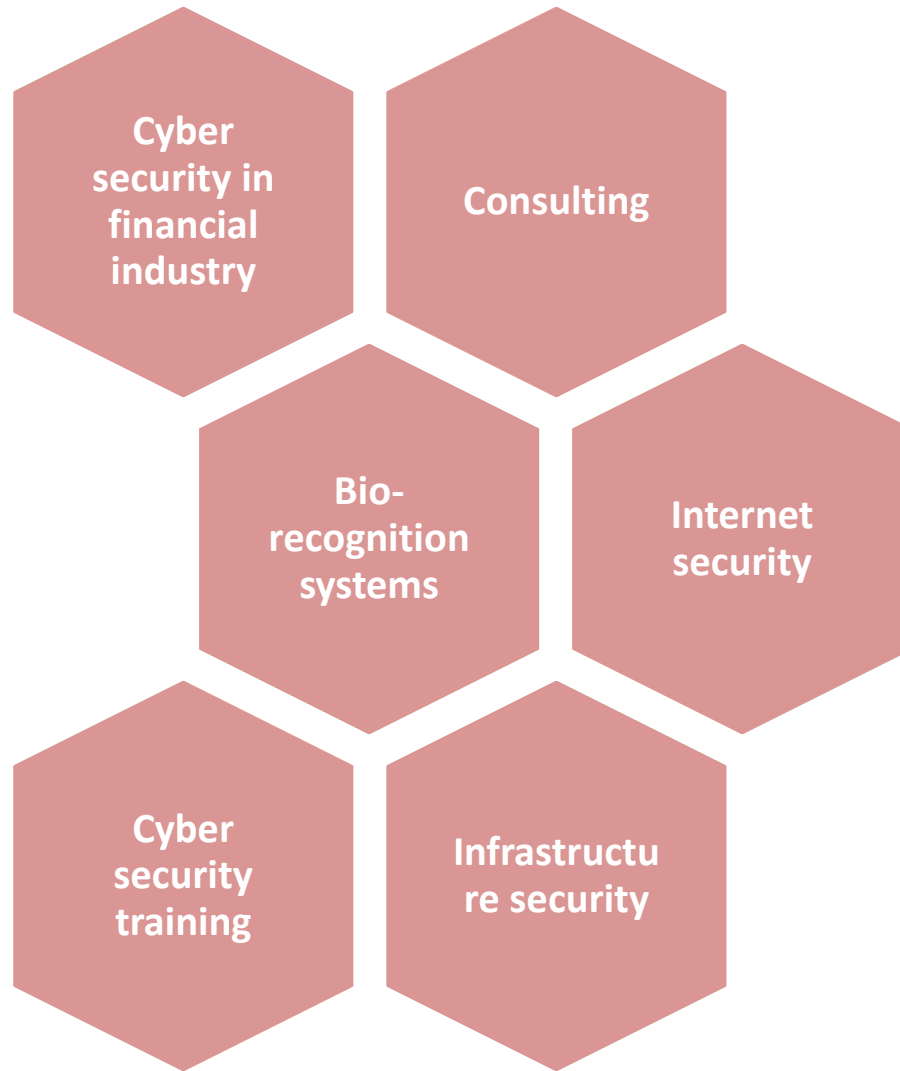 Cyber
security in
financial
industry
Consulting
Bio-
recognition
systems
Internet
security
Cyber
security
training
Infrastructu
re security